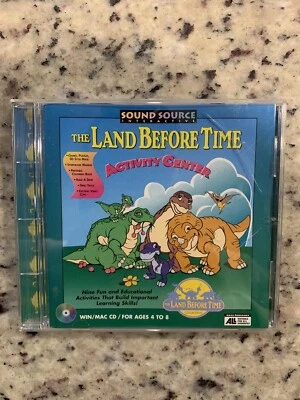 SOUND SOURCE
INTERACTIVE
THE LAND BEFORE TIME
ACTIVITY CENTER
Nine Fun and Educational
Activities That Build Important
Learning Skills!
WIN/MAC CD / FOR AGES 4 TO 8
THE LAND BEFORE TIME